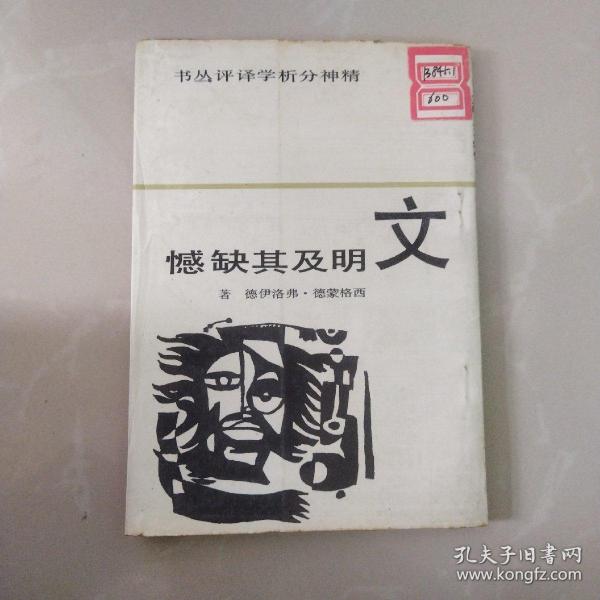 精神分析学译评丛书
600
文明及其缺憾
西格蒙德·弗洛伊德 著
孔夫子旧书网
www.kongfz.com